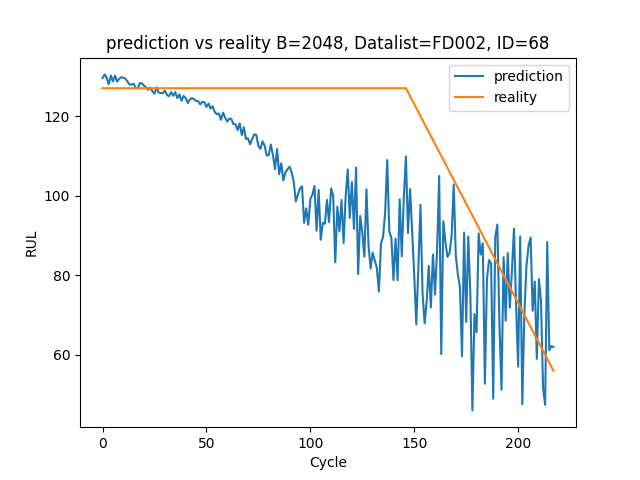 prediction vs reality B=2048, Datalist=FD002, ID=68
prediction
reality
RUL
120
100
80
60
0
50
100
150
200
Cycle